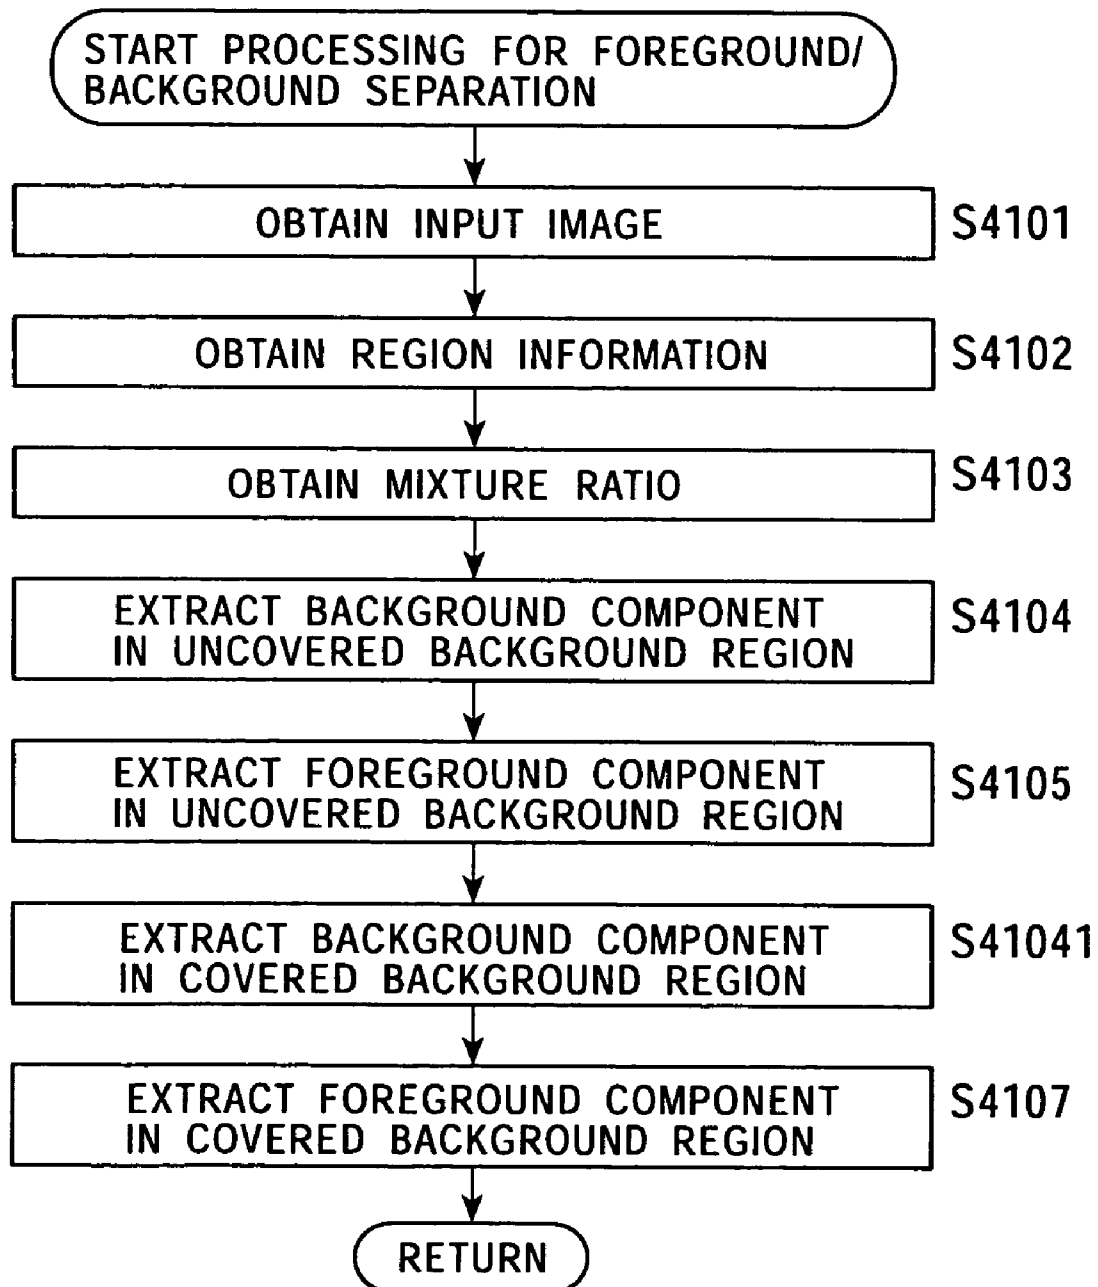 START PROCESSING FOR FOREGROUND/
BACKGROUND SEPARATION
OBTAIN INPUT IMAGE
S4101
OBTAIN REGION INFORMATION
S4102
OBTAIN MIXTURE RATIO
S4103
EXTRACT BACKGROUND COMPONENT
IN UNCOVERED BACKGROUND REGION
S4104
EXTRACT FOREGROUND COMPONENT
IN UNCOVERED BACKGROUND REGION
S4105
EXTRACT BACKGROUND COMPONENT
IN COVERED BACKGROUND REGION
S41041
EXTRACT FOREGROUND COMPONENT
IN COVERED BACKGROUND REGION
S4107
RETURN